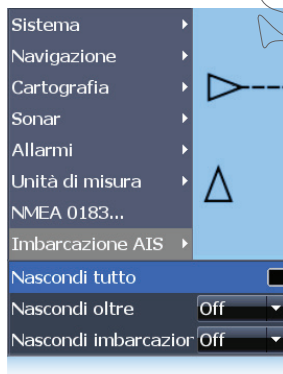 Sistema
Navigazione
Cartografia
Sonar
Allarmi
Unità di misura
NMEA 0183...
Imbarcazione AIS
Nascondi tutto
Nascondi oltre Off
Nascondi imbarcazior Off